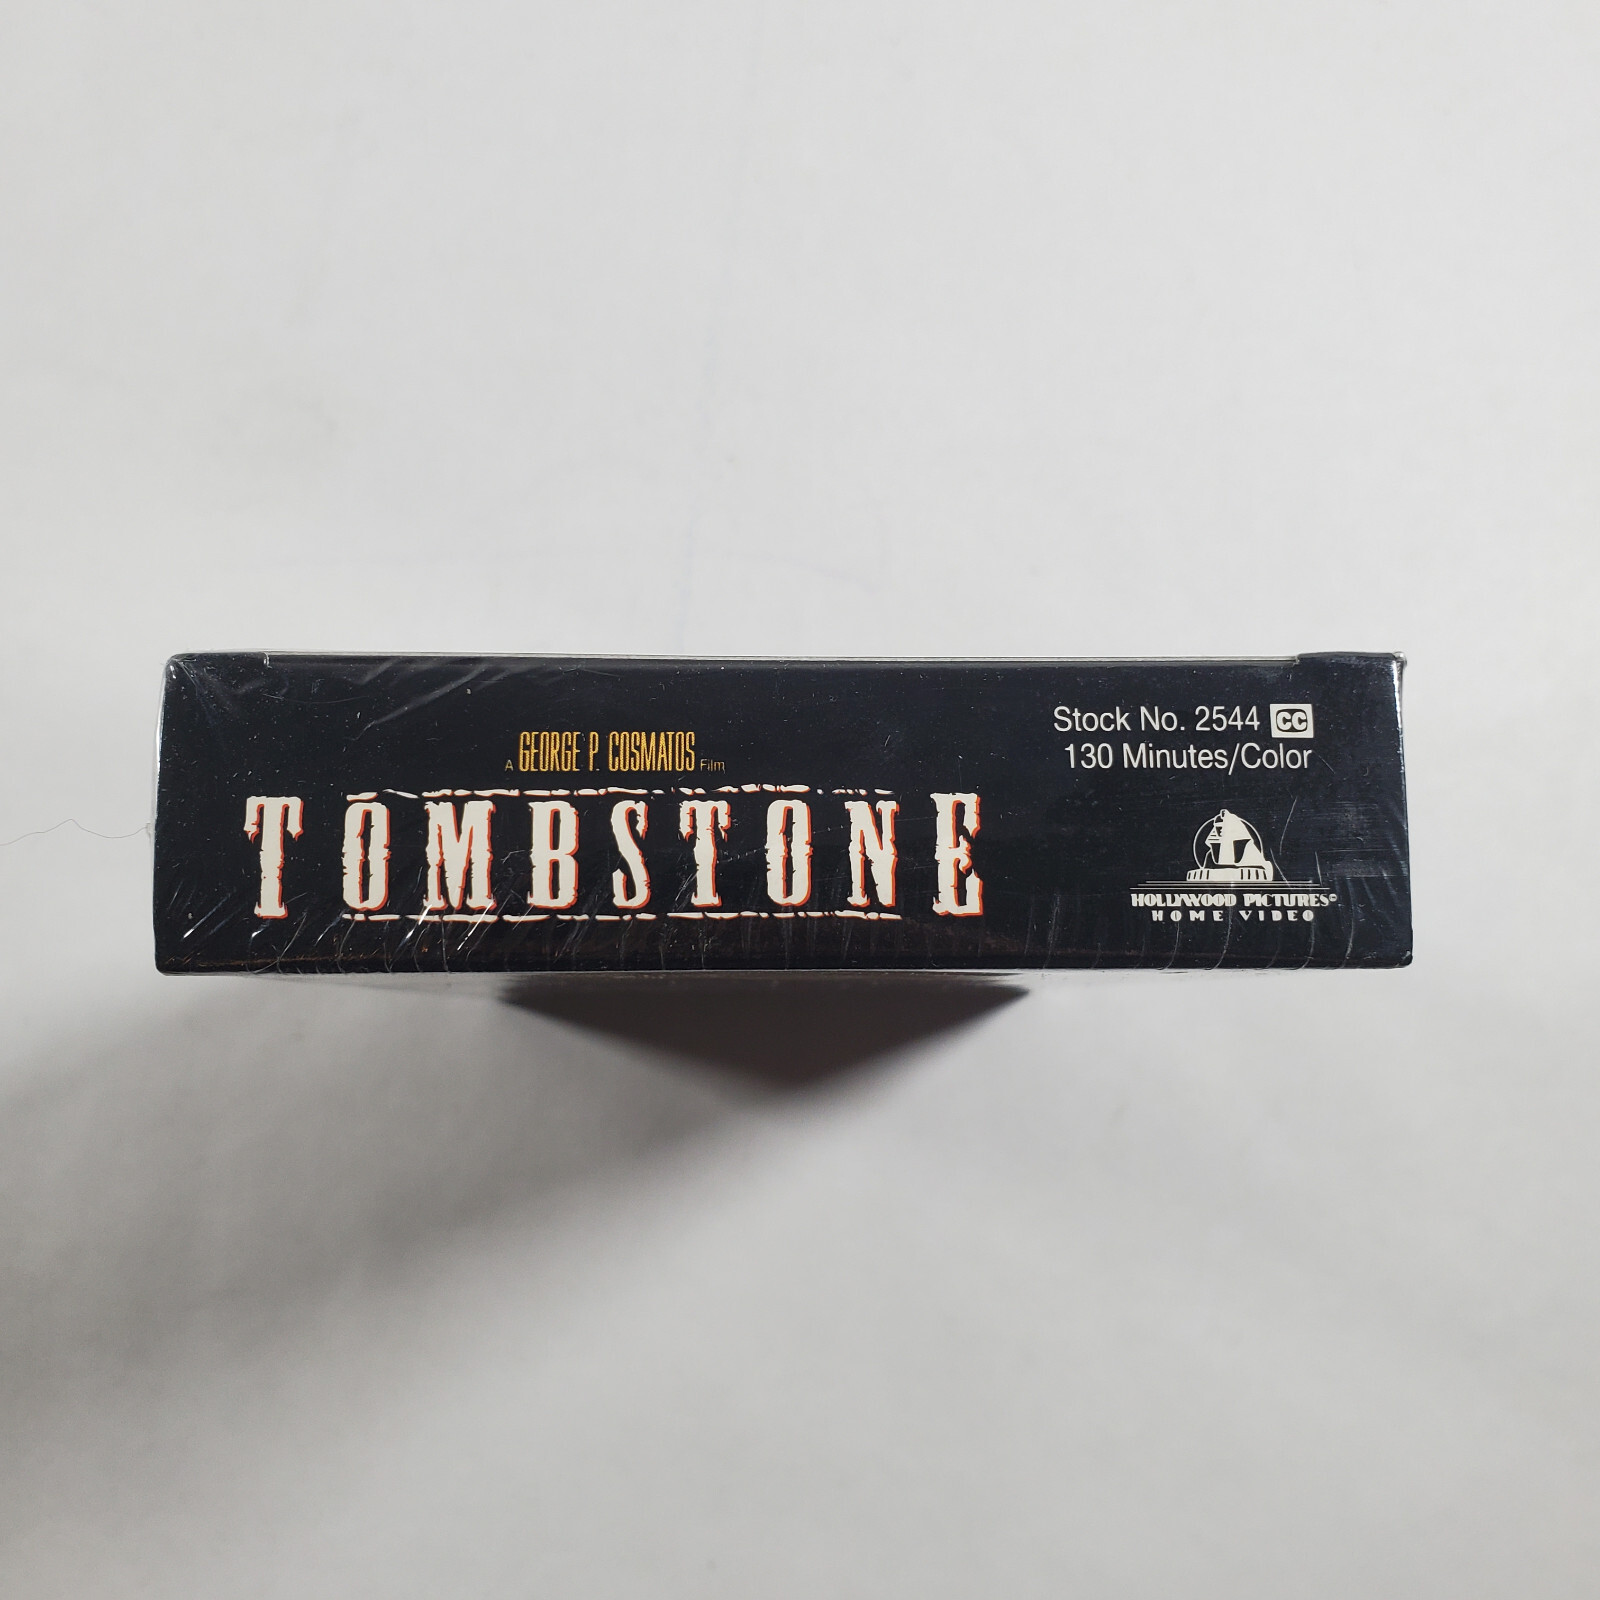 A GEORGE P. COSMATOS Film
TOMBSTONE
Stock No. 2544 CC
130 Minutes/Color
HOLLYWOOD PICTURES©
HOME VIDEO